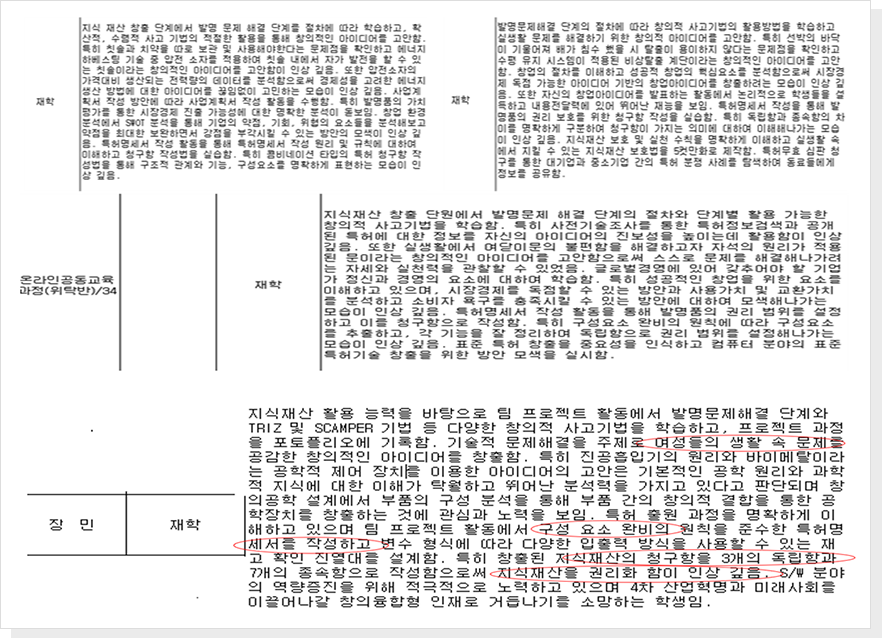 재학
지식 재산 창출 단계에서 발명 문제 해결 단계를 절차에 따라 학습하고, 확
산적, 수렴적 사고 기법의 적절한 활용을 통해 창의적인 아이디어를 고안함.
특히 칫솔과 치약을 따로 보관 및 사용해야한다는 문제점을 확인하고 에너지
하베스팅 기술 중 압전 소자를 적용하여 칫솔 내에서 자가 발전을 할 수 있
는 칫솔이라는 창의적인 아이디어를 고안함이 인상 깊음. 또한 압전소자의
가격대비 생산되는 전력량의 데이터를 분석함으로써 경제성을 고려한 에너지
생산 방법에 대한 아이디어를 끊임없이 고민하는 모습이 인상 깊음. 사업계
획서 작성 방안에 따라 사업계획서 작성 활동을 수행함. 특히 발명품의 가치
평가를 통한 시장경제 진출 가능성에 대한 명확한 분석이 돋보임. 창업 환경
분석에서 SWOT 분석을 통해 기업의 약점, 기회, 위협의 요소들을 분석해보고
약점을 최대한 보완하면서 강점을 부각시킬 수 있는 방안의 모색이 인상 깊
음. 특허명세서 작성 활동을 통해 특허명세서 작성 원리 및 규칙에 대하여
이해하고 청구항 작성법을 실습함. 특히 콤비네이션 타입의 특허 청구항 작
성을 통해 구조적 관계와 기능, 구성요소를 명확하게 표현하는 모습이 인
상 깊음.
재학
발명문제해결 단계의 절차에 따라 창의적 사고기법의 활용방법을 학습하고
실생활 문제를 해결하기 위한 창의적 아이디어를 고안함. 특히 선박의 바닥
이 기울어져 배가 침수 했을 시 탈출이 용이하지 않다는 문제점을 확인하고
수평 유지 시스템이 적용된 비상탈출 계단이라는 창의적인 아이디어를 고안
함. 창업의 절차를 이해하고 성공적 창업의 핵심요소를 분석함으로써 시장경
제 독점 가능한 아이디어 기반의 창업아이디어를 창출하려는 모습이 인상 깊
음. 또한 자신의 창업아이디어를 발표하는 활동에서 논리적으로 학생들을 설
득하고 내용전달력에 있어 뛰어난 재능을 보임. 특허명세서 작성을 통해 발
명품의 권리 보호를 위한 청구항 작성을 실습함. 특히 독립항과 종속항의 차
이를 명확하게 구분하여 청구항이 가지는 의미에 대하여 이해해나가는 모습
이 인상 깊음. 지식재산 보호 및 실천 수칙을 명확하게 이해하고 실생활 속
에서 지킬 수 있는 지식재산 보호법을 5컷만화로 제작함. 특허무효 심판 청
구를 통한 대기업과 중소기업 간의 특허 분쟁 사례를 탐색하여 동료들에게
정보를 공유함.
온라인공동교육
과정(위탁반)/34
재학
지식재산 창출 단원에서 발명문제 해결 단계의 절차와 단계별 활용 가능한
창의적 사고기법을 학습함. 특히 사전기술조사를 통한 특허정보검색과 공개
된 특허에 대한 정보를 자신의 아이디어의 진보성을 높이는데 활용함이 인상
깊음. 또한 실생활에서 여닫이문의 불편함을 해결하고자 자석의 원리가 적용
된 문이라는 창의적인 아이디어를 고안함으로써 스스로 문제를 해결해나가려
는 자세와 실천력을 관찰할 수 있었음. 글로벌경영에 있어 갖추어야 할 기업
가 정신과 경영의 요소에 대하여 학습함. 특히 성공적인 창업을 위한 요소를
이해하고 있으며, 시장경제를 독점할 수 있는 방안과 사용가치 및 교환가치
를 분석하고 소비자 욕구를 충족시킬 수 있는 방안에 대하여 모색해나가는
모습이 인상 깊음. 특허명세서 작성 활동을 통해 발명품의 권리 범위를 설정
하고 이를 청구항으로 작성함. 특히 구성요소 완비의 원칙에 따라 구성요소
를 추출하고, 각 기능을 잘 정리하며 독립항으로 권리 범위를 설정해나가는
모습이 인상 깊음. 표준 특허 창출을 중요성을 인식하고 컴퓨터 분야의 표준
특허기술 창출을 위한 방안 모색을 실시함.
장 민
재학
지식재산 활용 능력을 바탕으로 팀 프로젝트 활동에서 발명문제해결 단계와
TRIZ 및 SCAMPER 기법 등 다양한 창의적 사고기법을 학습하고, 프로젝트 과정
을 포토폴리오에 기록함. 기술적 문제해결을 주제로 여성들의 생활 속 문제를
공감한 창의적인 아이디어를 창출함. 특히 진공흡입기의 원리와 바이메탈이라
는 공학적 제어 장치를 이용한 아이디어의 고안은 기본적인 공학 원리와 과학
적 지식에 대한 이해가 탁월하고 뛰어난 분석력을 가지고 있다고 판단되며 창
의공학 설계에서 부품의 구성 분석을 통해 부품 간의 창의적 결합을 통한 공
학장치를 창출하는 것에 관심과 노력을 보임. 특허 출원 과정을 명확하게 이
해하고 있으며 팀 프로젝트 활동에서 구성 요소 완비의 원칙을 준수한 특허명
세서를 작성하고 변수 형식에 따라 다양한 입출력 방식을 사용할 수 있는 재
고 확인 진열대를 설계함. 특히 창출된 지식재산의 청구항을 3개의 독립항과
7개의 종속항으로 작성함으로써 지식재산을 권리화 함이 인상 깊음. S/W 분야
의 역량증진을 위해 적극적으로 노력하고 있으며 4차 산업혁명과 미래사회를
이끌어나갈 창의융합형 인재로 거듭나기를 소망하는 학생임.